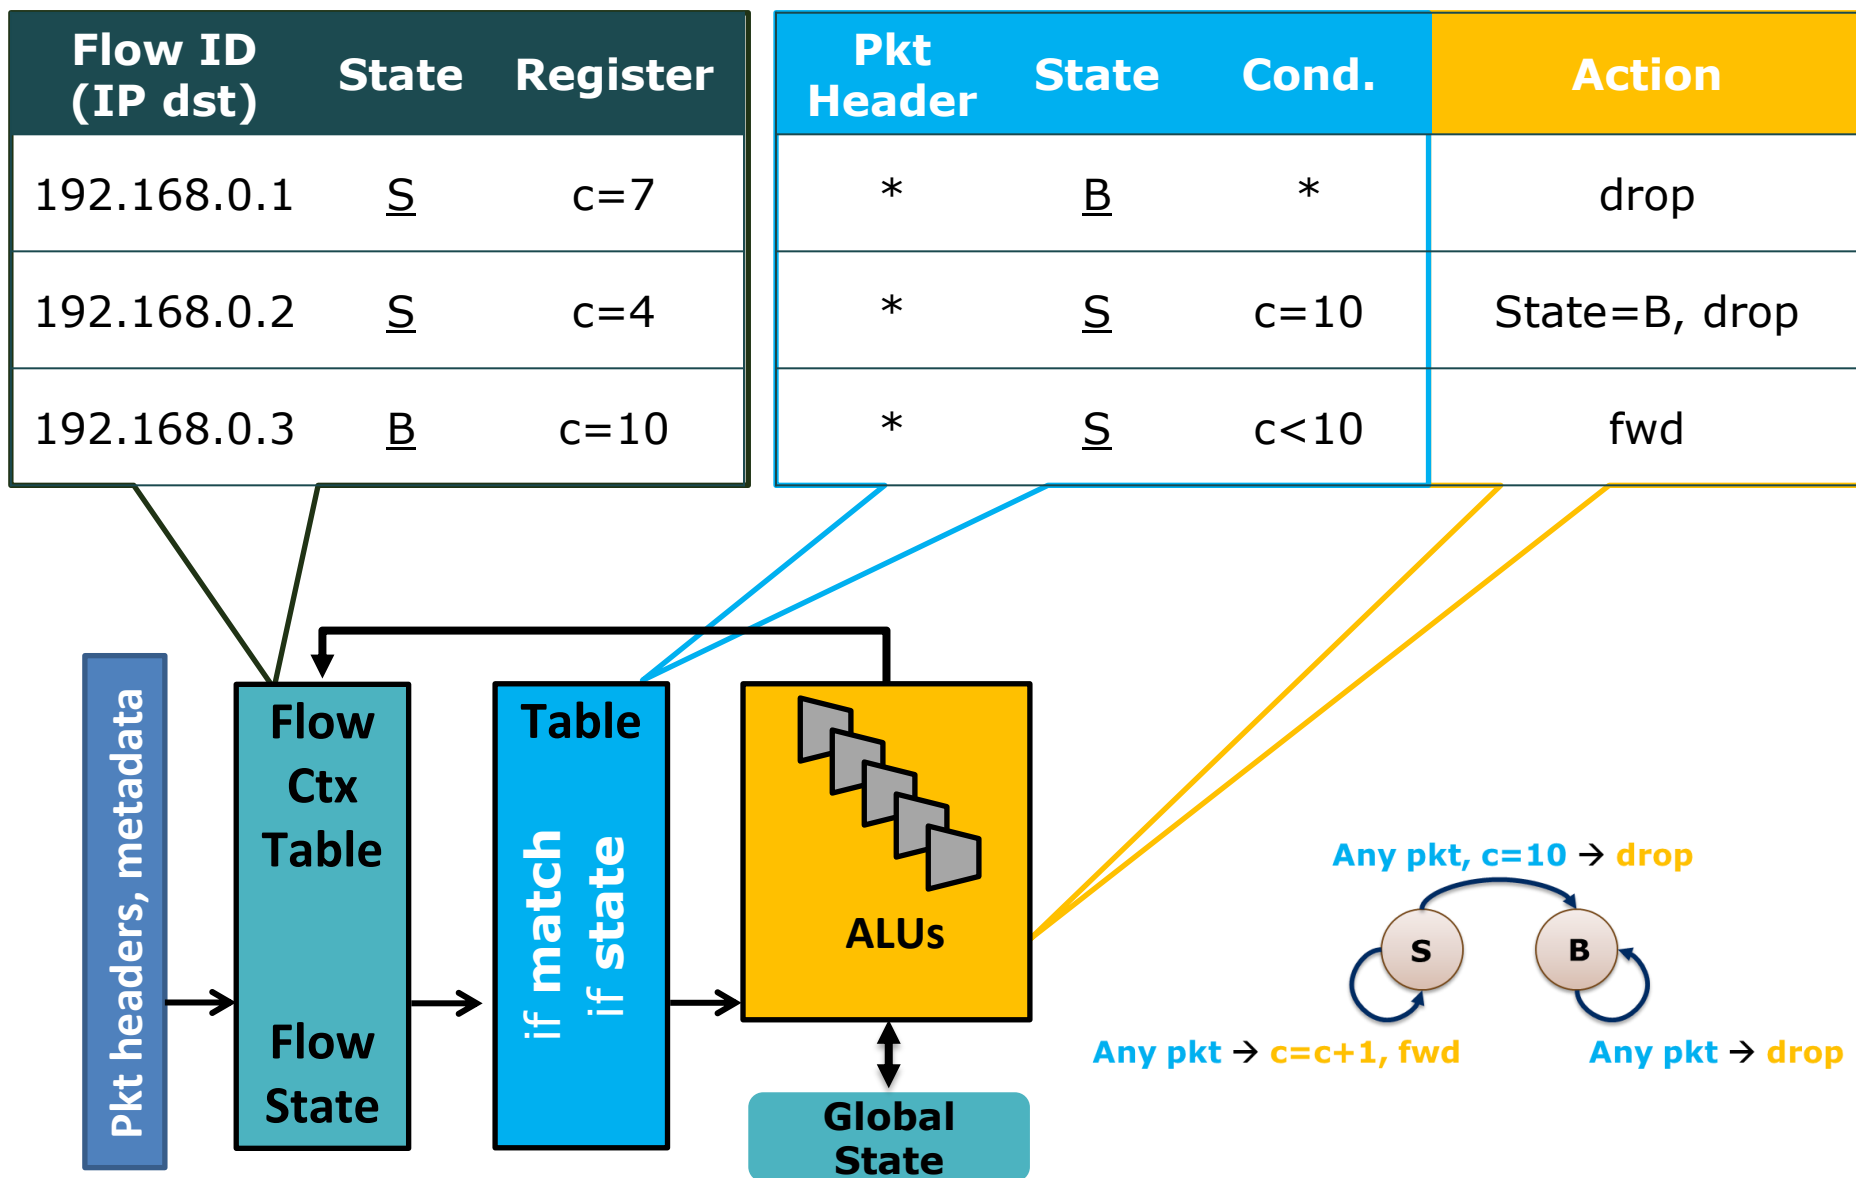 Flow ID
(IP dst) State Register
192.168.0.1 S c=7
192.168.0.2 S c=4
192.168.0.3 B c=10
Pkt
Header State Cond. Action
* B * drop
* S c=10 State=B, drop
* S c<10 fwd
Pkt headers, metadata
Flow
Ctx
Table
Flow
State
Table
if match
if state
ALUs
Global
State
Any pkt, c=10 → drop
S
B
Any pkt → c=c+1, fwd
Any pkt → drop